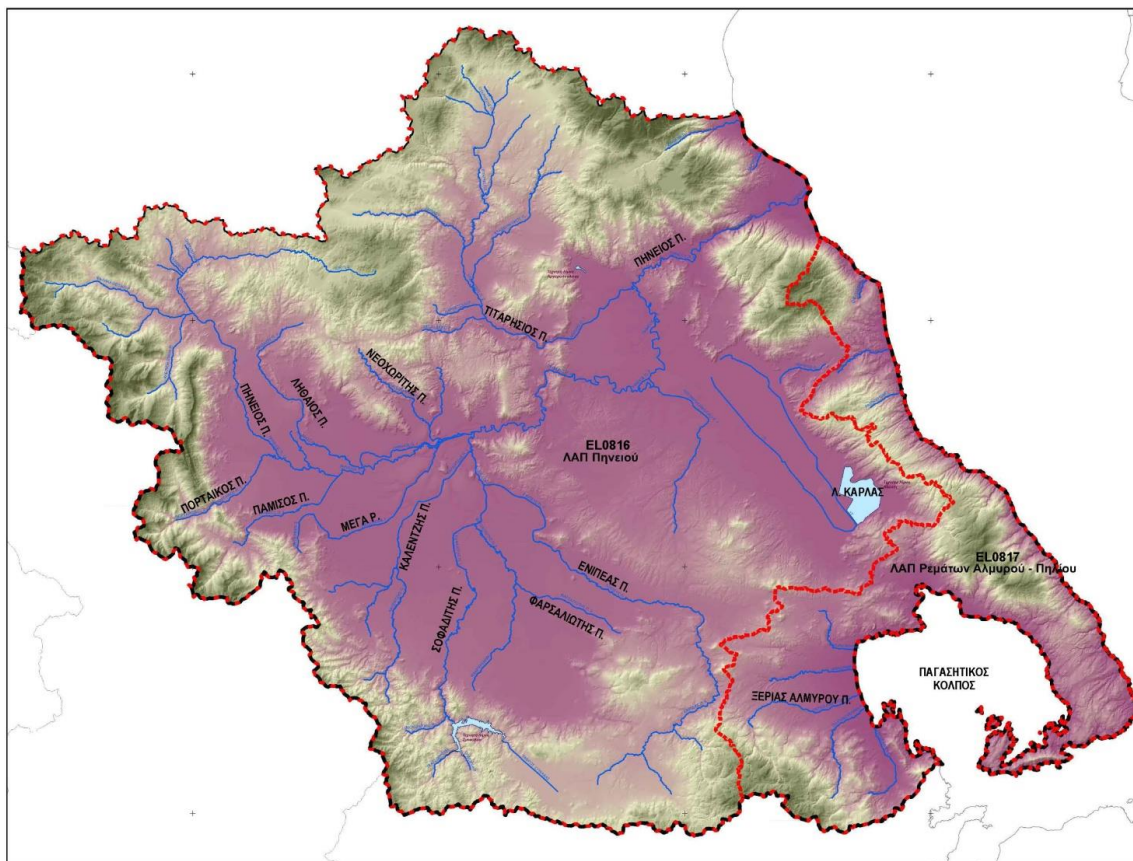 ΠΗΝΕΙΟΣ Π.
ΤΙΤΑΡΗΣΙΟΣ Π.
ΝΕΟΧΩΡΙΤΗΣ Π.
ΛΗΘΑΙΟΣ Π.
ΠΗΝΕΙΟΣ Π.
EL0816
ΛΑΠ Πηνειού
ΠΟΡΤΑΙΚΟΣ Π.
ΠΑΜΙΣΟΣ Π.
ΜΕΓΑ Ρ.
Λ. ΚΑΡΛΑΣ
ΚΑΛΕΝΤΖΗΣ Π.
EL0817
ΛΑΠ Ρεμάτων Αλμυρού - Πηλίου
ΕΝΙΠΕΑΣ Π.
ΦΑΡΣΑΛΙΩΤΗΣ Π.
ΣΟΦΑΔΙΤΗΣ Π.
ΠΑΓΑΣΗΤΙΚΟΣ
ΚΟΛΠΟΣ
ΞΕΡΙΑΣ ΑΛΜΥΡΟΥ Π.